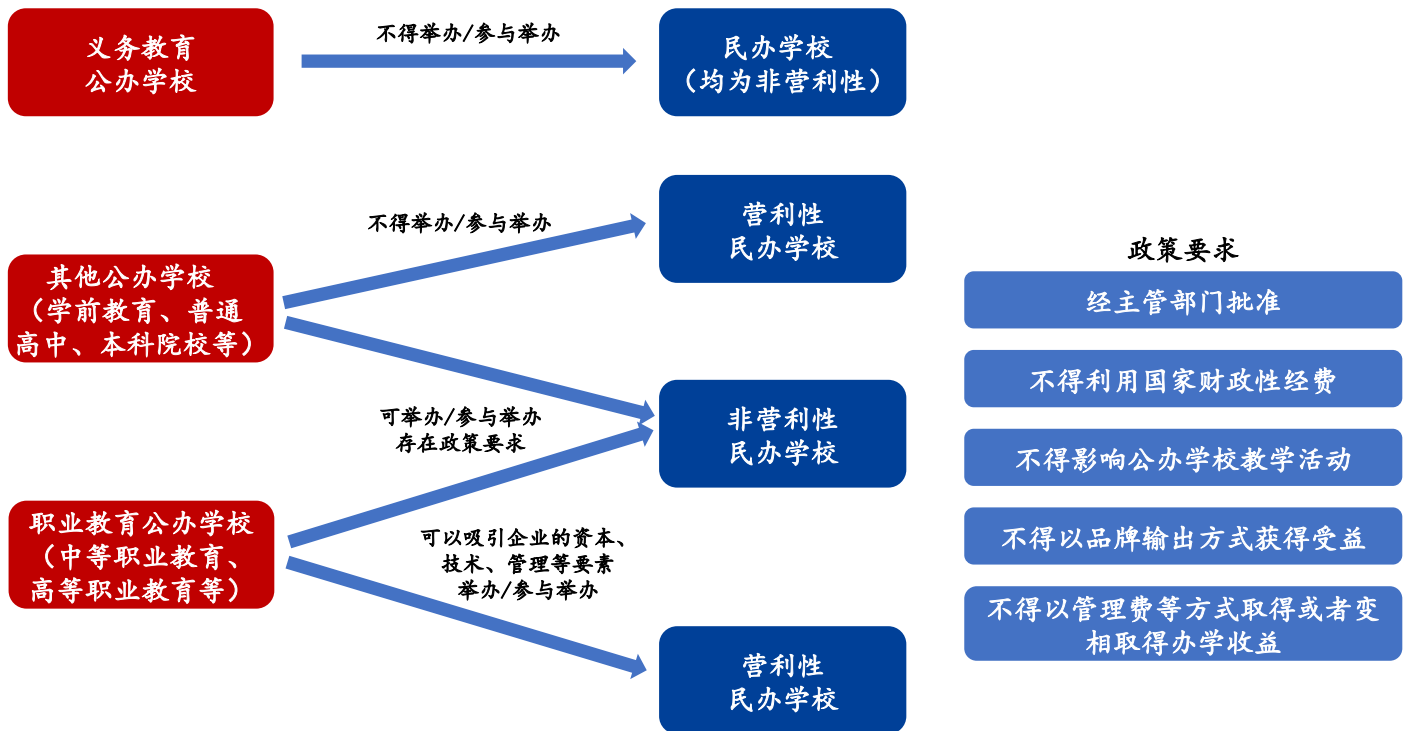 义务教育
公办学校
不得举办/参与举办
民办学校
（均为非营利性）
其他公办学校
（学前教育、普通
高中、本科院校等）
不得举办/参与举办
营利性
民办学校
可举办/参与举办
存在政策要求
非营利性
民办学校
职业教育公办学校
（中等职业教育、
高等职业教育等）
可以吸引企业的资本、
技术、管理等要素
举办/参与举办
营利性
民办学校
政策要求
经主管部门批准
不得利用国家财政性经费
不得影响公办学校教学活动
不得以品牌输出方式获得受益
不得以管理费等方式取得或者变
相取得办学收益